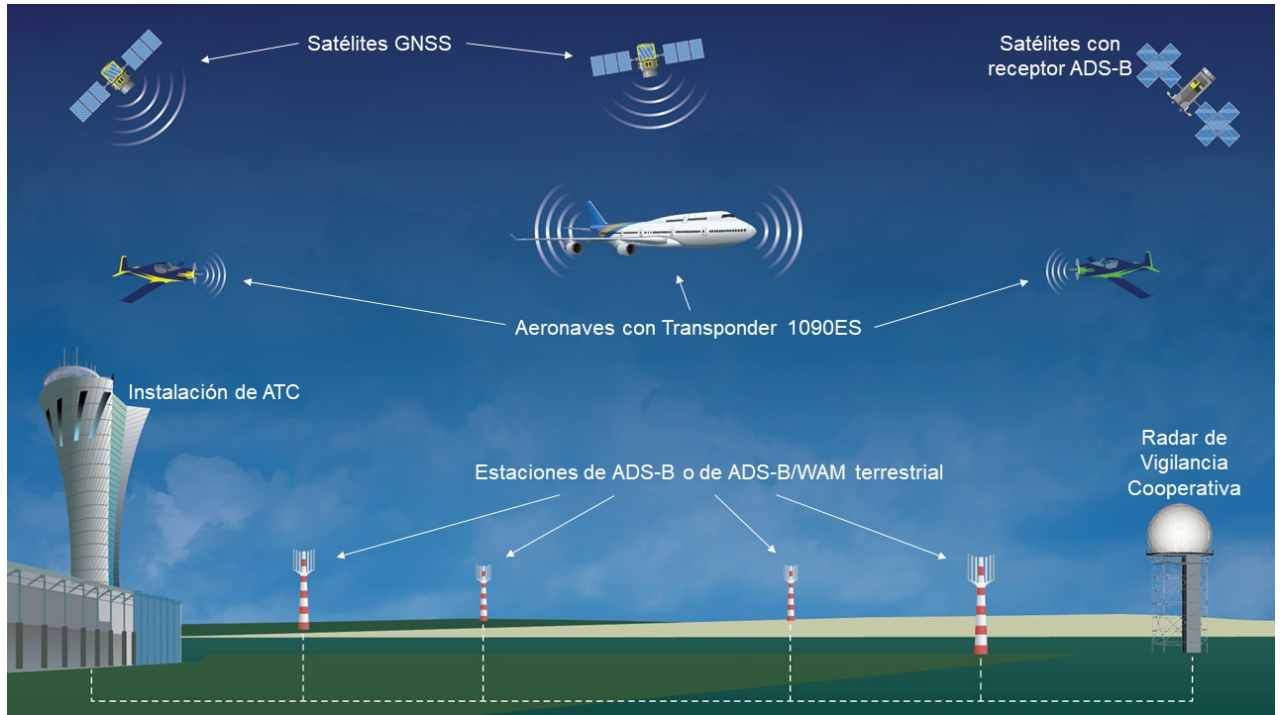 Satélites GNSS
Satélites con
receptor ADS-B
Aeronaves con Transponder 1090ES
Instalación de ATC
Radar de
Vigilancia
Cooperativa
Estaciones de ADS-B o de ADS-B/WAM terrestrial